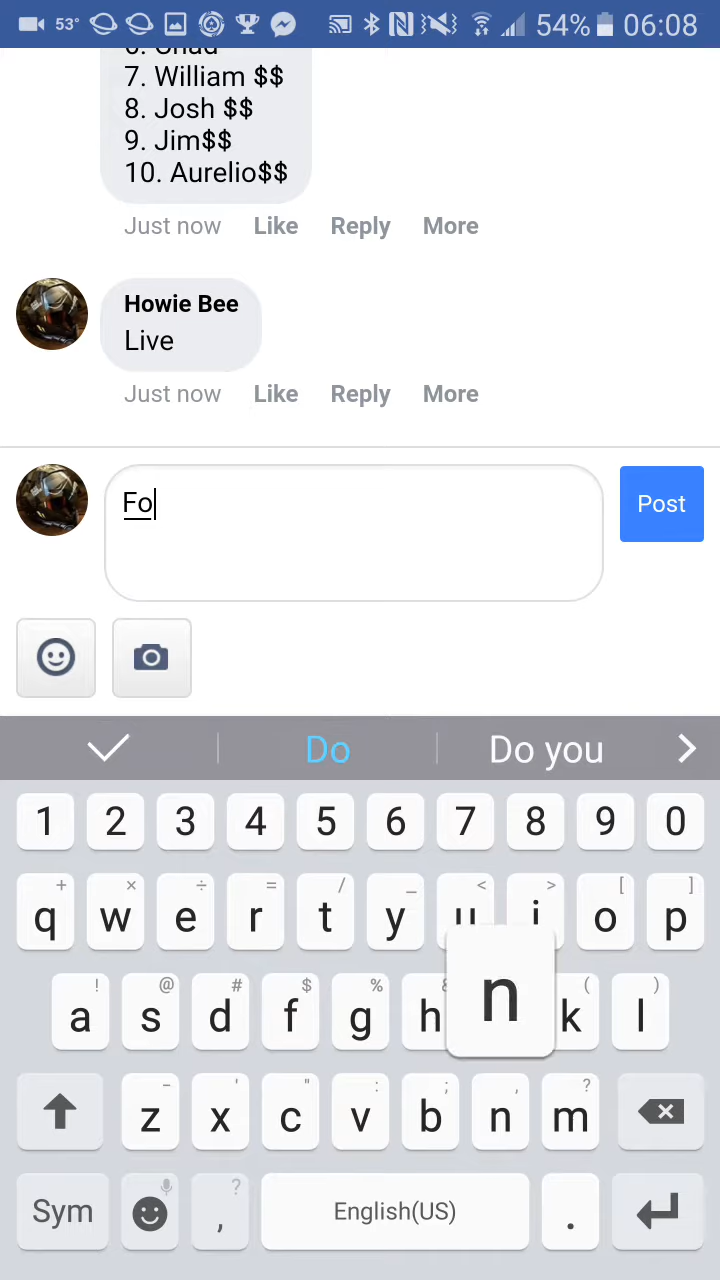 53° 54% 06:08
6. Chad
7. William $$
8. Josh $$
9. Jim$$
10. Aurelio$$
Just now Like Reply More
Howie Bee
Live
Just now Like Reply More
Fo
Post
Do Do you
1 2 3 4 5 6 7 8 9 0
+ × ÷ = / _ < > [ ]
q w e r t y u i o p
! @ # $ % ( )
a s d f g h n k l
- ' " : ; , ?
z x c v b n m
Sym , ? English(US) .